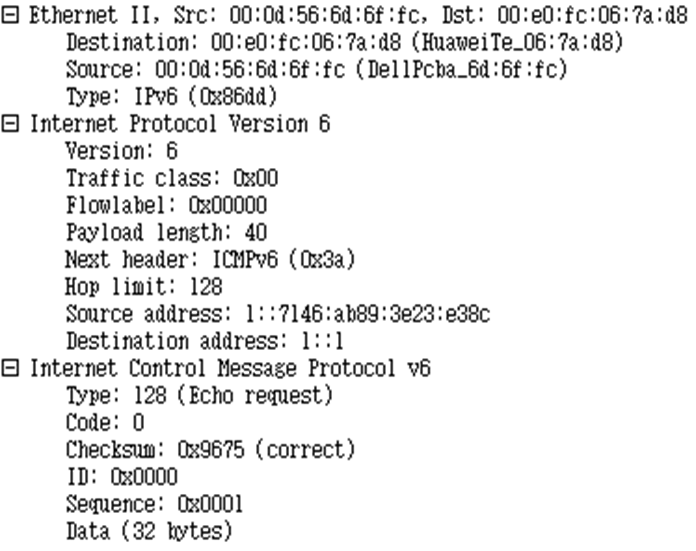 Ethernet II, Src: 00:0d:56:6d:6f:fc, Dst: 00:e0:fc:06:7a:d8
Destination: 00:e0:fc:06:7a:d8 (HuaweiTe_06:7a:d8)
Source: 00:0d:56:6d:6f:fc (DellPcba_6d:6f:fc)
Type: IPv6 (0x86dd)
Internet Protocol Version 6
Version: 6
Traffic class: 0x00
Flowlabel: 0x00000
Payload length: 40
Next header: ICMPv6 (0x3a)
Hop limit: 128
Source address: 1::7146:ab89:3e23:e38c
Destination address: 1::1
Internet Control Message Protocol v6
Type: 128 (Echo request)
Code: 0
Checksum: 0x9675 (correct)
ID: 0x0000
Sequence: 0x0001
Data (32 bytes)